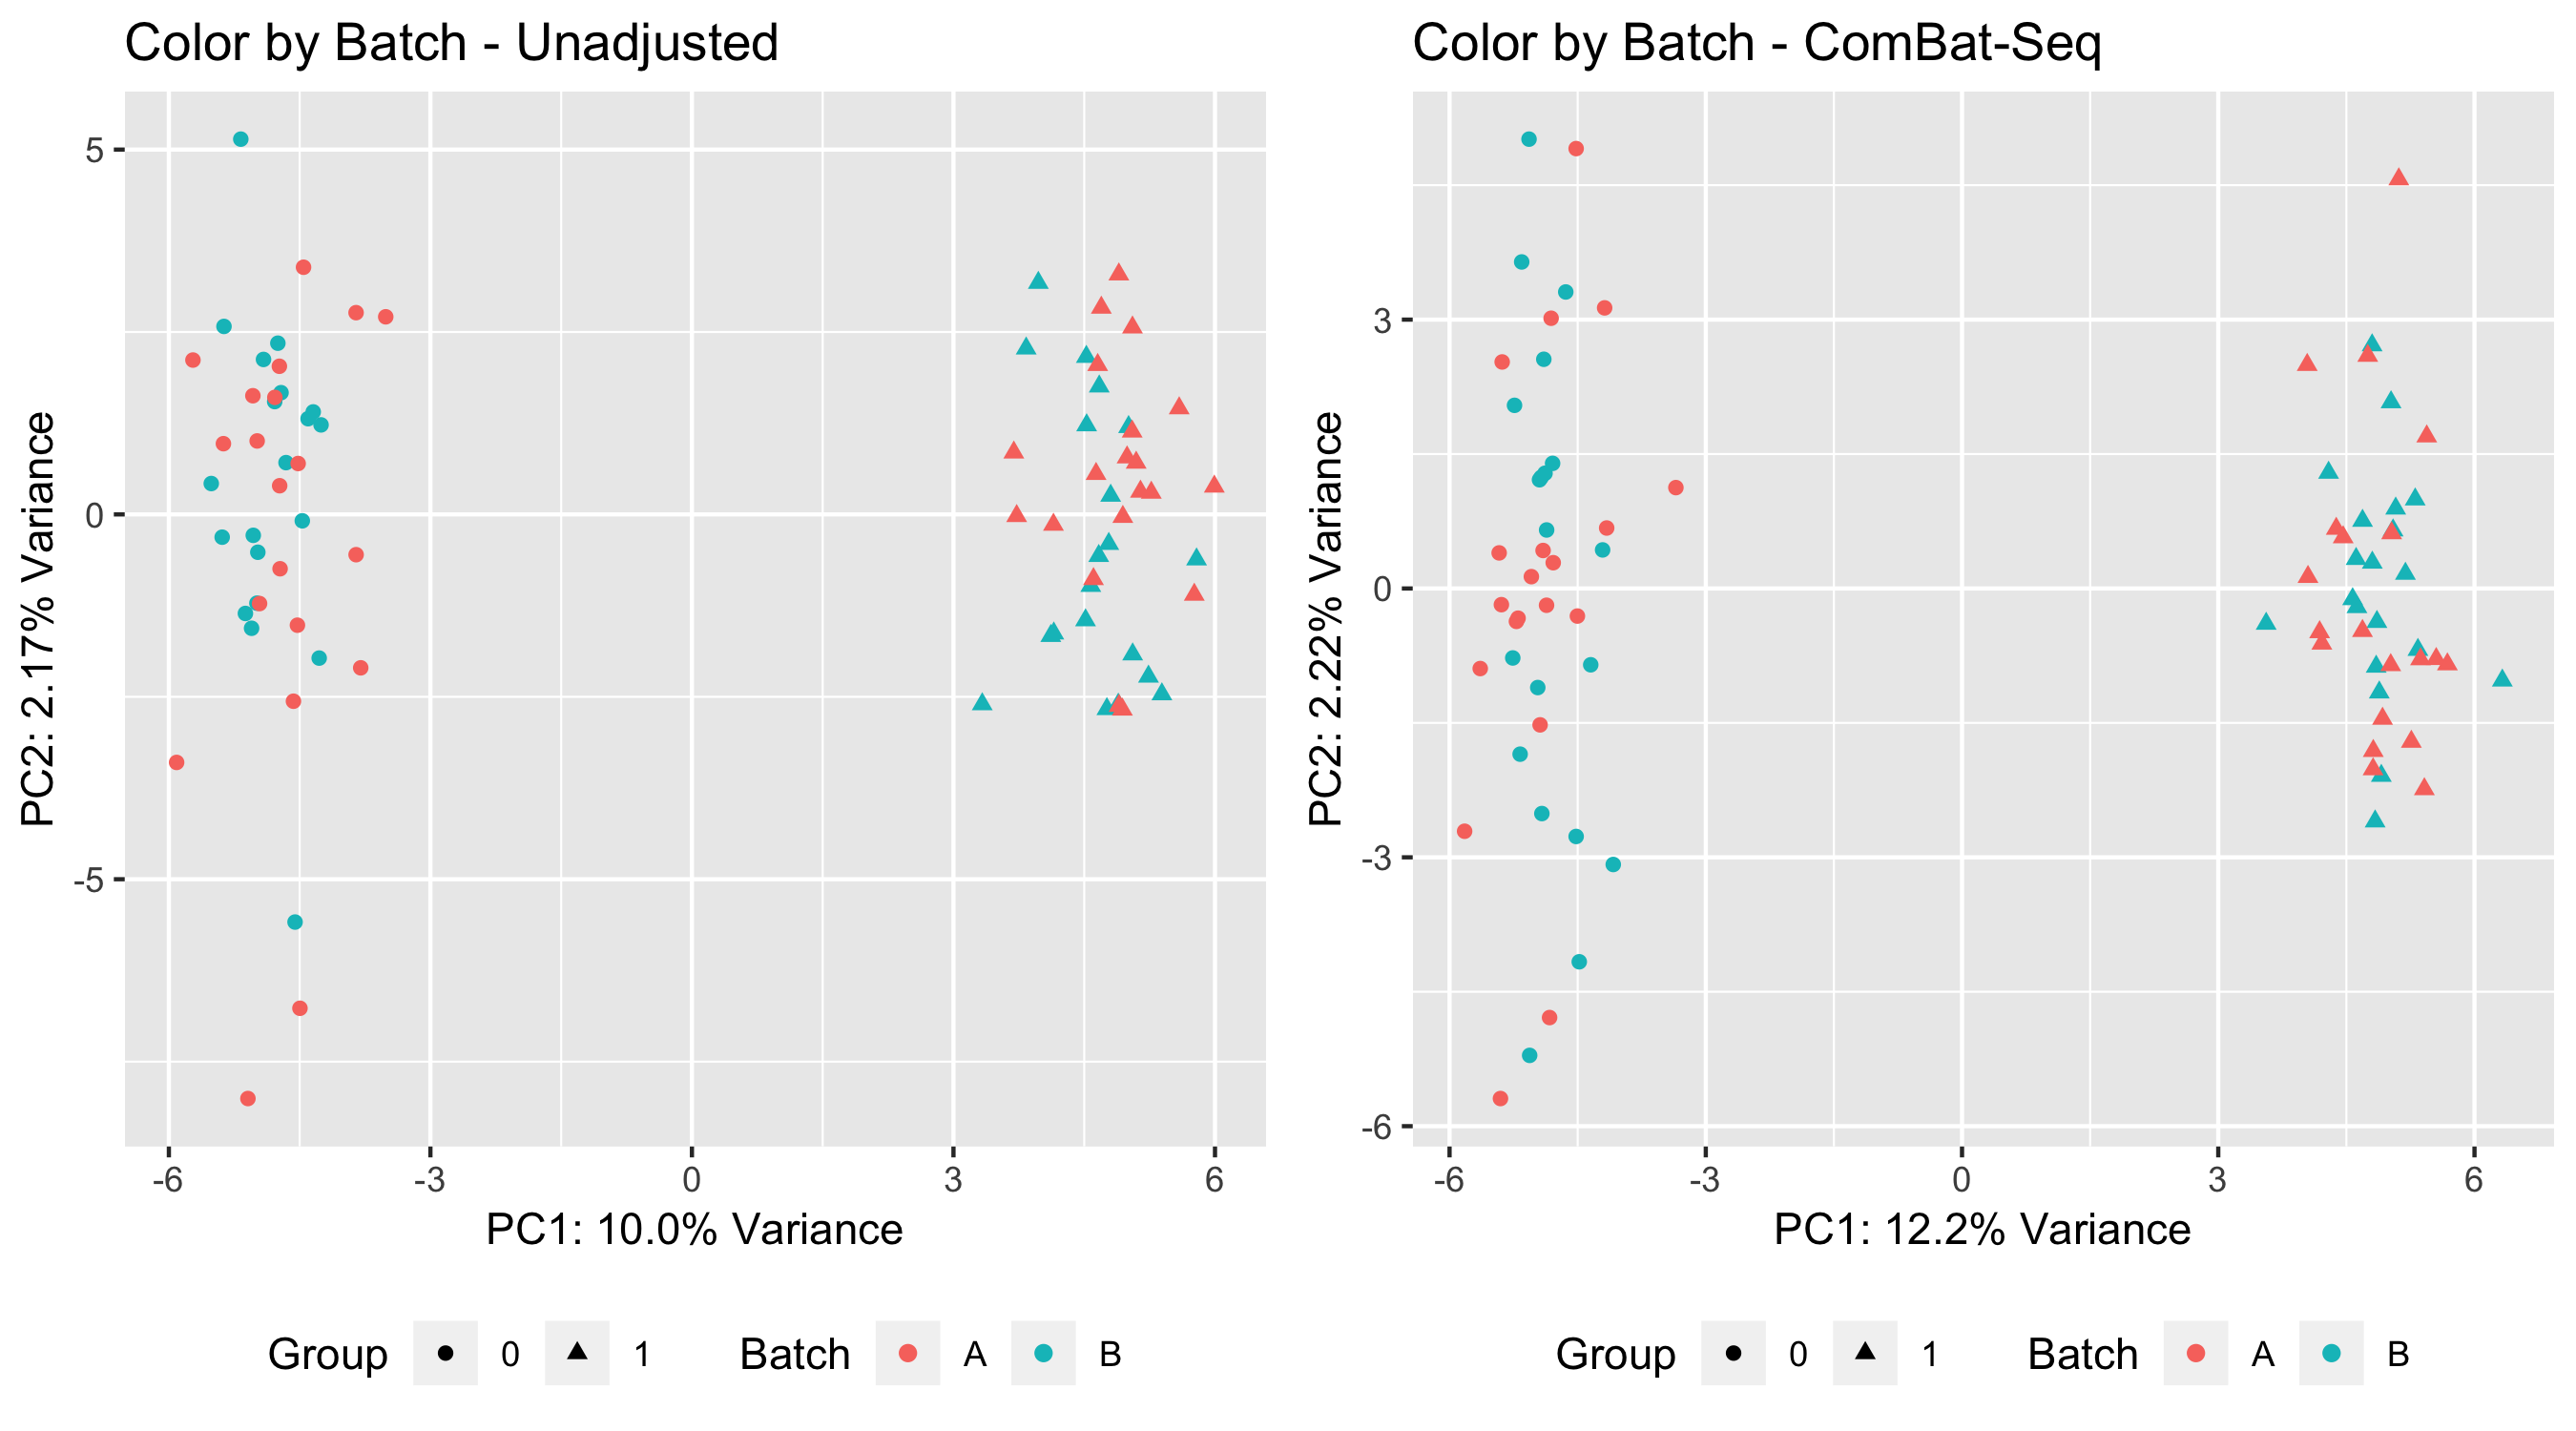 Color by Batch - Unadjusted
5
0
-5
PC2: 2.17% Variance
-6 -3 0 3 6
PC1: 10.0% Variance
Group 0 1 Batch A B
Color by Batch - ComBat-Seq
3
0
-3
-6
PC2: 2.22% Variance
-6 -3 0 3 6
PC1: 12.2% Variance
Group 0 1 Batch A B